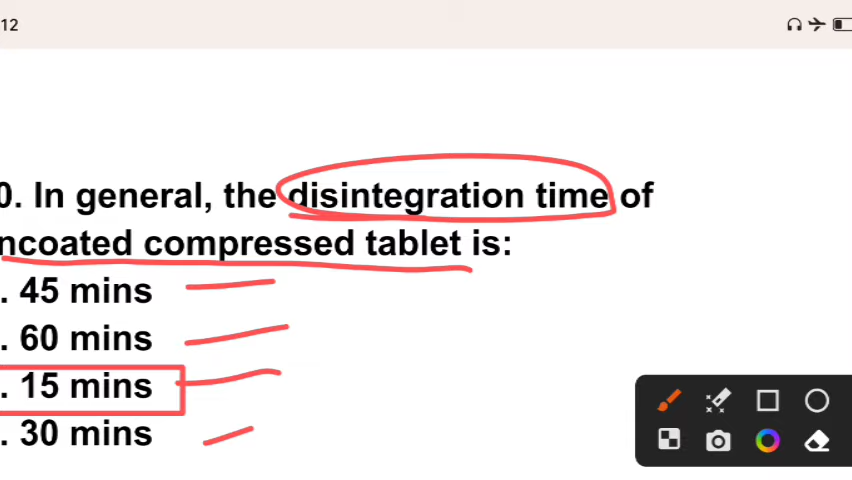 12
0. In general, the disintegration time of
ncoated compressed tablet is:
. 45 mins
. 60 mins
. 15 mins
. 30 mins